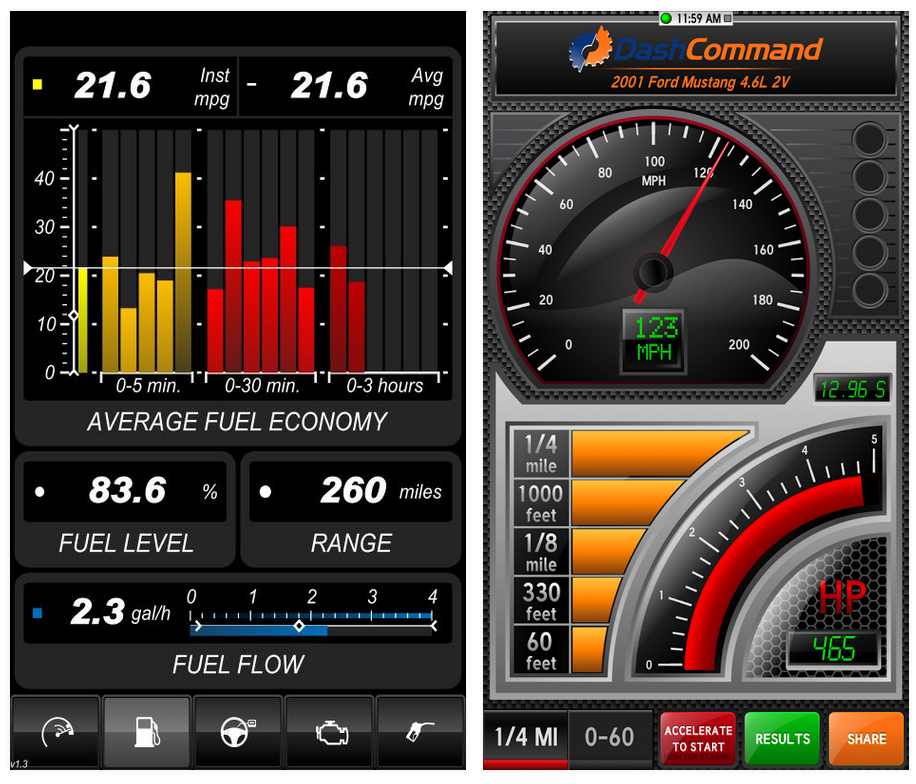 21.6 Inst mpg
21.6 Avg mpg
40
30
20
10
0
0-5 min. 0-30 min. 0-3 hours
AVERAGE FUEL ECONOMY
83.6 %
FUEL LEVEL
260 miles
RANGE
2.3 gal/h
0 1 2 3 4
FUEL FLOW
v1.3
11:59 AM
DashCommand
2001 Ford Mustang 4.6L 2V
0
20
40
60
80
100
120
140
160
180
200
MPH
123
MPH
12.96 S
1/4
mile
1000
feet
1/8
mile
330
feet
60
feet
0
1
2
3
4
5
HP
465
1/4 MI
0-60
ACCELERATE
TO START
RESULTS
SHARE